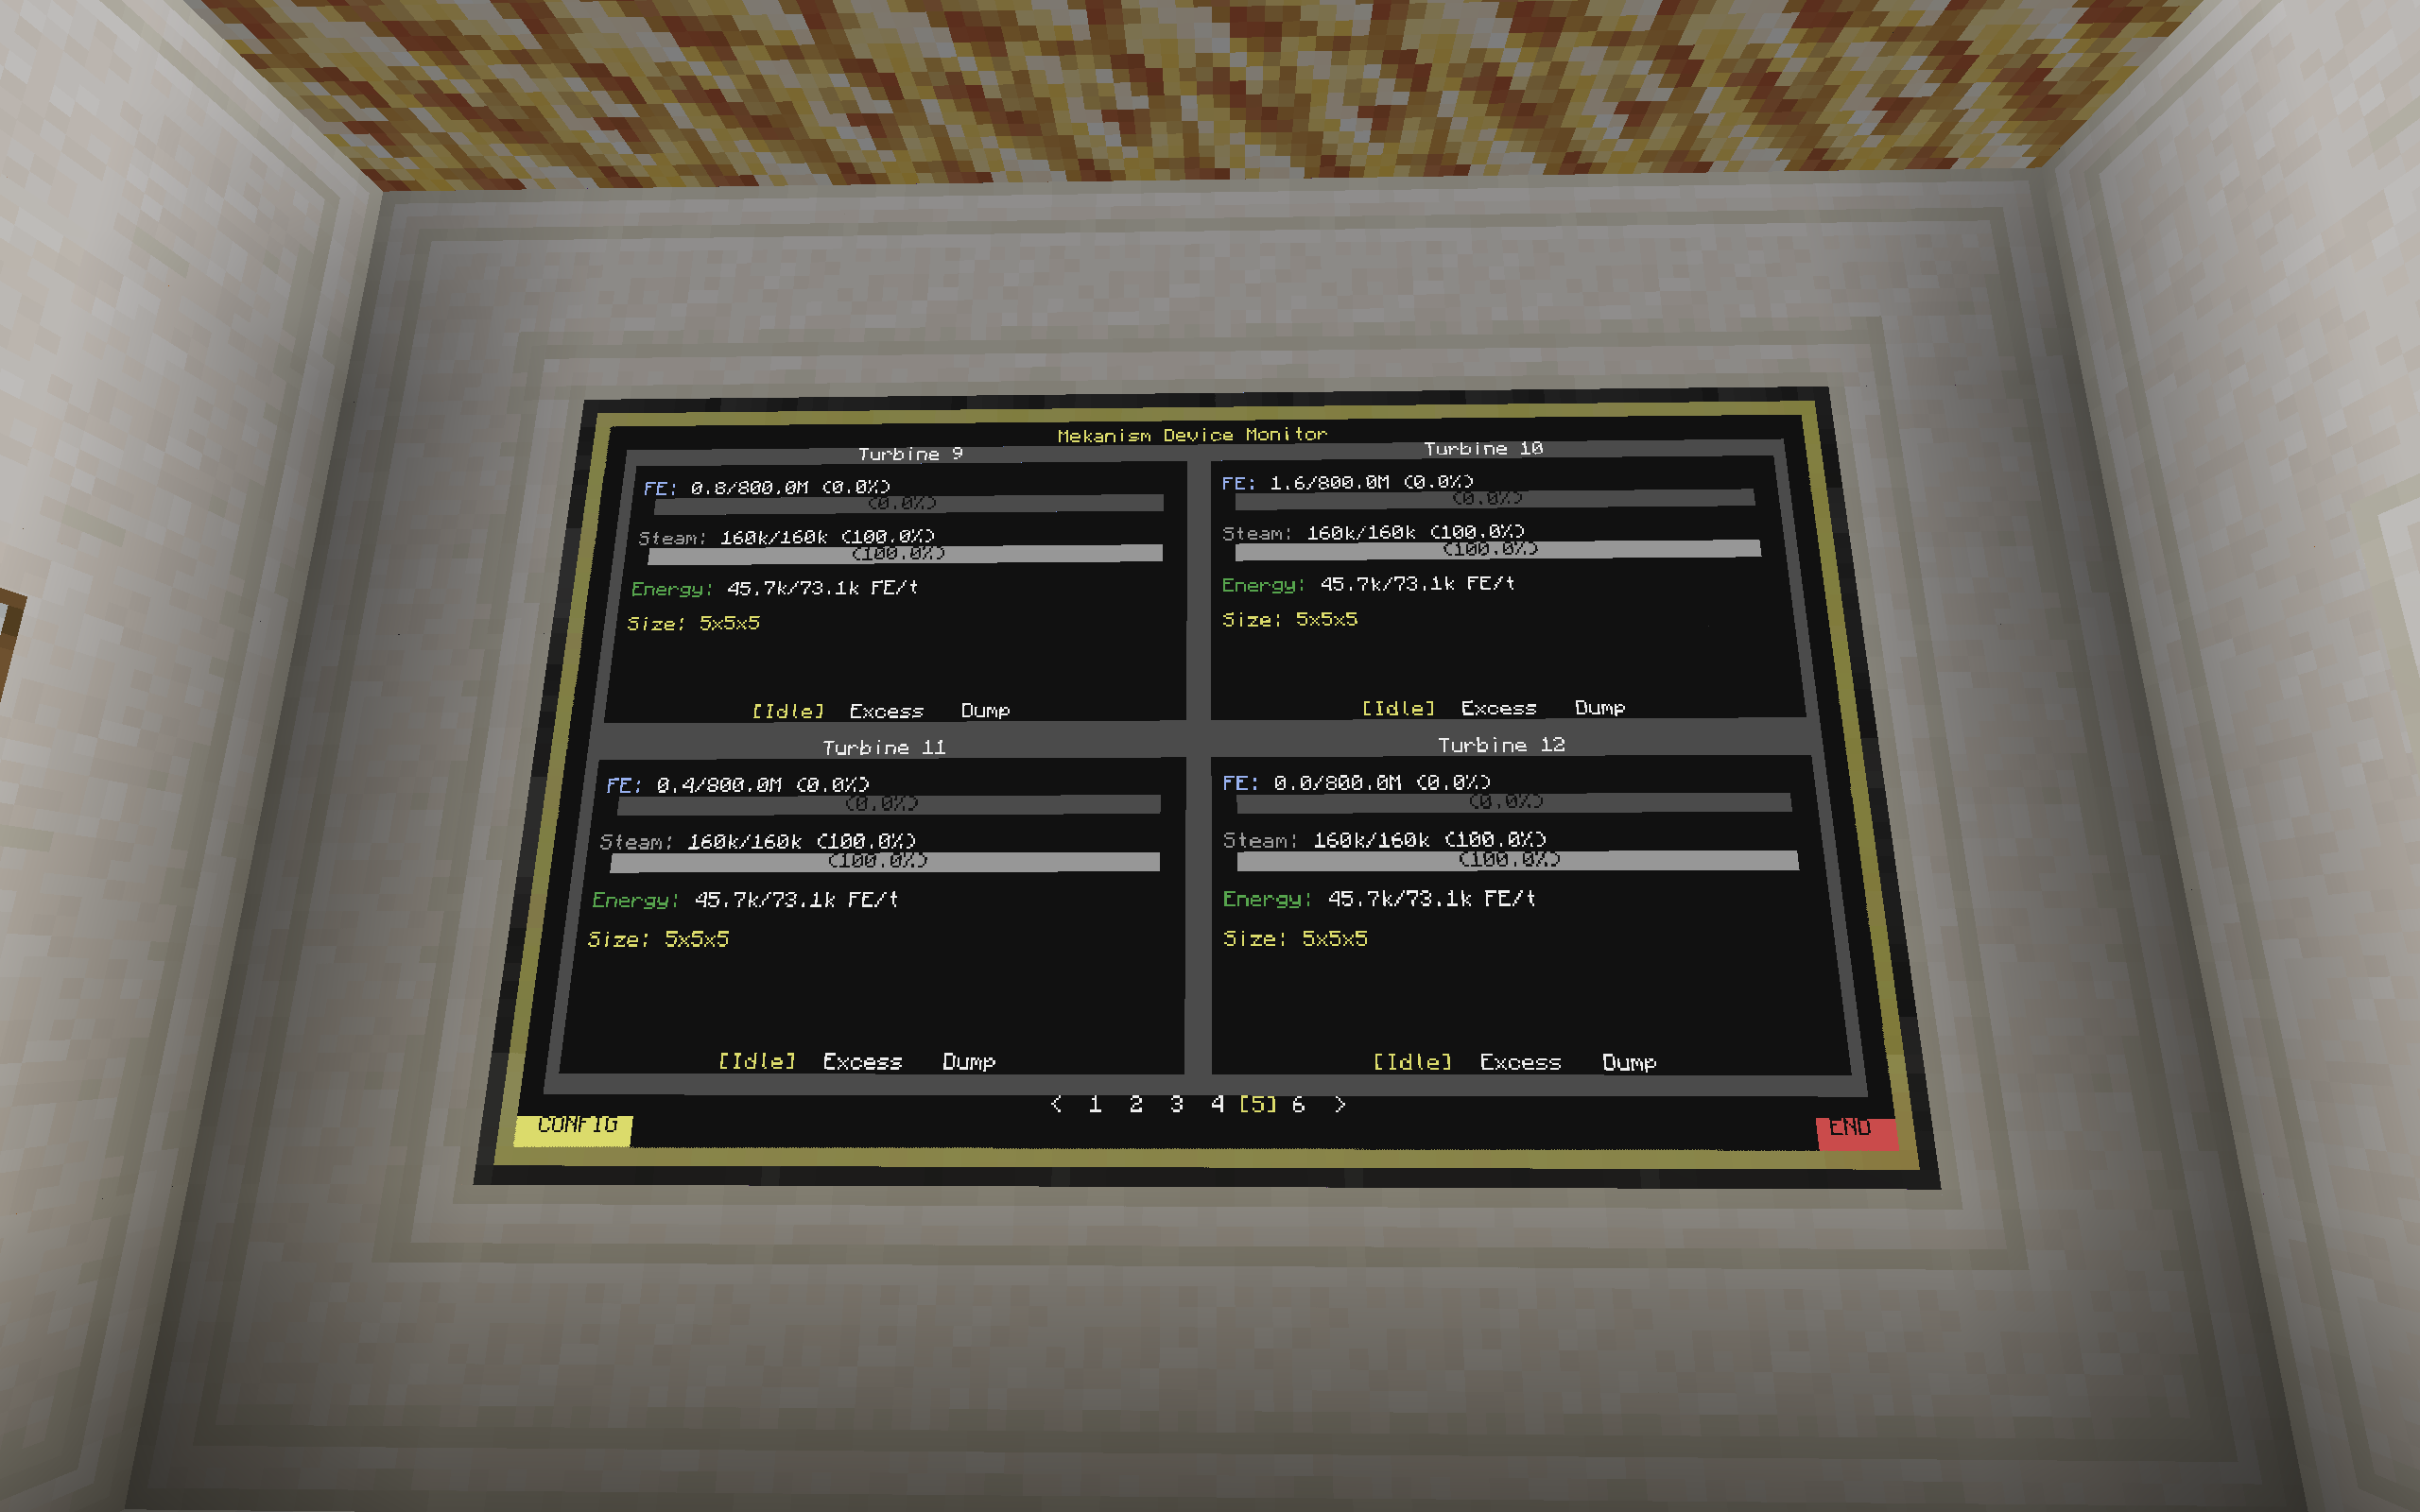 Mekanism Device Monitor
Turbine 9
FE: 0.8/800.0M (0.0%)
(0.0%)
Steam: 160k/160k (100.0%)
(100.0%)
Energy: 45.7k/73.1k FE/t
Size: 5x5x5
[Idle] Excess Dump
Turbine 10
FE: 1.6/800.0M (0.0%)
(0.0%)
Steam: 160k/160k (100.0%)
(100.0%)
Energy: 45.7k/73.1k FE/t
Size: 5x5x5
[Idle] Excess Dump
Turbine 11
FE: 0.4/800.0M (0.0%)
(0.0%)
Steam: 160k/160k (100.0%)
(100.0%)
Energy: 45.7k/73.1k FE/t
Size: 5x5x5
[Idle] Excess Dump
Turbine 12
FE: 0.0/800.0M (0.0%)
(0.0%)
Steam: 160k/160k (100.0%)
(100.0%)
Energy: 45.7k/73.1k FE/t
Size: 5x5x5
[Idle] Excess Dump
< 1 2 3 4 [5] 6 >
CONFIG
END